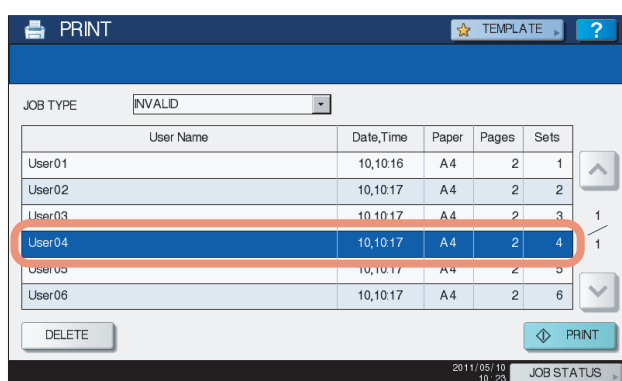 PRINT TEMPLATE ?
JOB TYPE INVALID
User Name Date,Time Paper Pages Sets
User01 10,10:16 A4 2 1
User02 10,10:17 A4 2 2
User03 10,10:17 A4 2 3
1
User04 10,10:17 A4 2 4
1
User05 10,10:17 A4 2 5
User06 10,10:17 A4 2 6
DELETE PRINT
2011/05/10
10:23 JOB STATUS